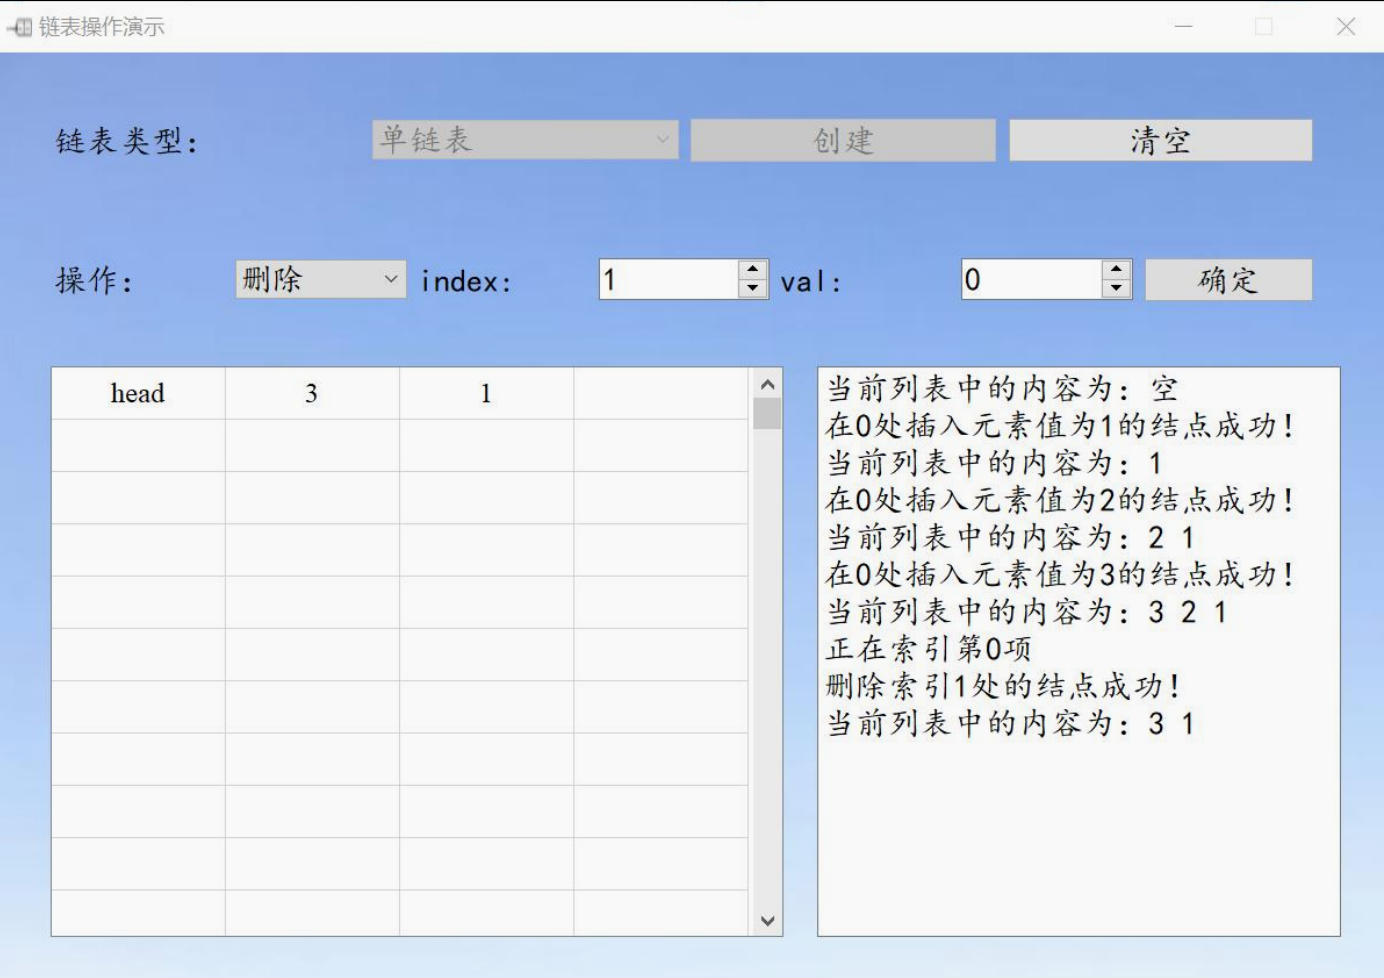 链表操作演示
链表类型: 单链表 创建 清空
操作: 删除 index: 1 val: 0 确定
head 3 1
当前列表中的内容为: 空
在0处插入元素值为1的结点成功!
当前列表中的内容为: 1
在0处插入元素值为2的结点成功!
当前列表中的内容为: 2 1
在0处插入元素值为3的结点成功!
当前列表中的内容为: 3 2 1
正在索引第0项
删除索引1处的结点成功!
当前列表中的内容为: 3 1